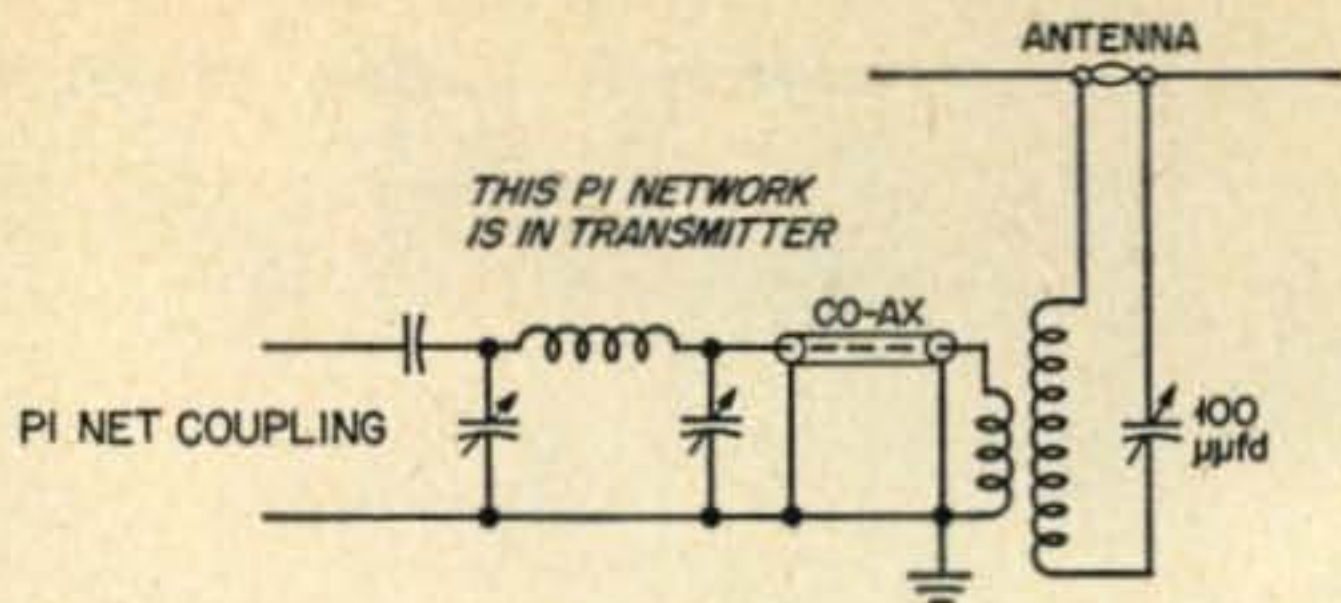 ANTENNA
THIS PI NETWORK
IS IN TRANSMITTER
CO-AX
PI NET COUPLING
100
µµfd